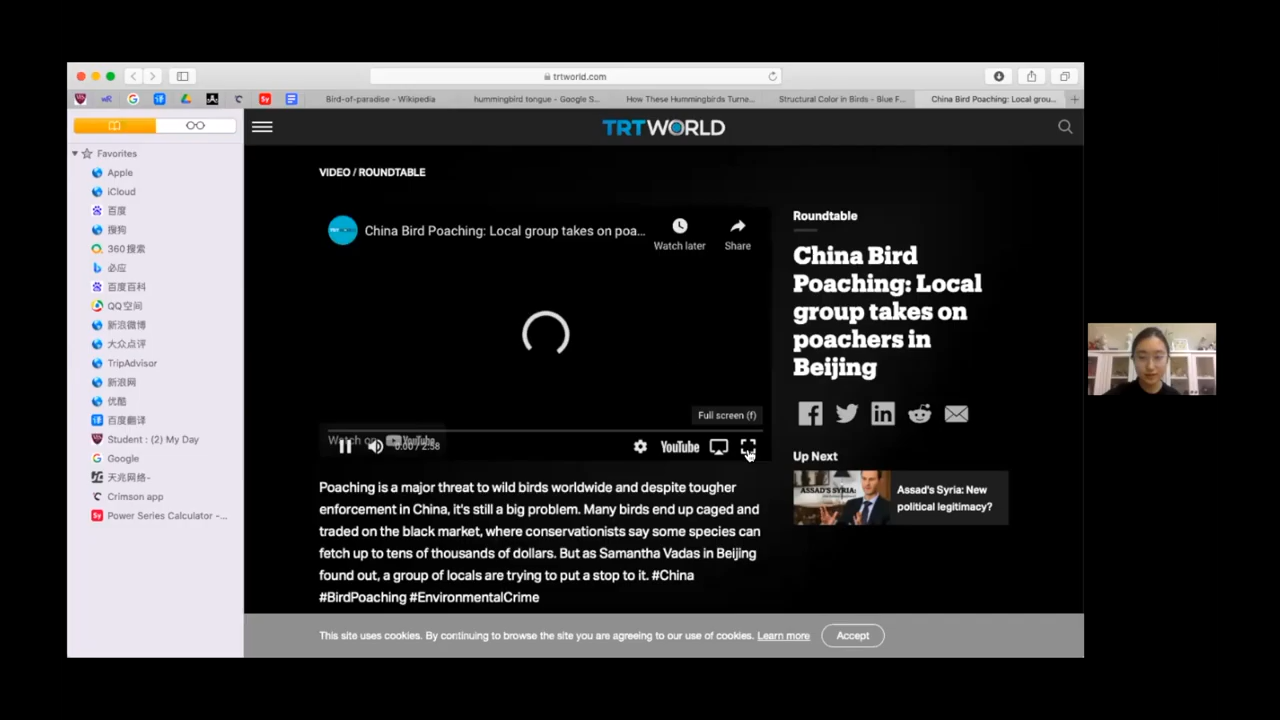 trtworld.com
Bird-of-paradise – Wikipedia
hummingbird tongue - Google S...
How These Hummingbirds Turne...
Structural Color in Birds - Blue F...
China Bird Poaching: Local grou...
Favorites
Apple
iCloud
百度
搜狗
360 搜索
必应
百度百科
QQ空间
新浪微博
大众点评
TripAdvisor
新浪网
优酷
百度翻译
Student : (2) My Day
Google
天兆网络-
Crimson app
Power Series Calculator -...
TRTWORLD
VIDEO / ROUNDTABLE
China Bird Poaching: Local group takes on poa...
Watch later
Share
Full screen (f)
Watch on YouTube
0:00 / 2:58
YouTube
Poaching is a major threat to wild birds worldwide and despite tougher
enforcement in China, it's still a big problem. Many birds end up caged and
traded on the black market, where conservationists say some species can
fetch up to tens of thousands of dollars. But as Samantha Vadas in Beijing
found out, a group of locals are trying to put a stop to it. #China
#BirdPoaching #EnvironmentalCrime
Roundtable
China Bird
Poaching: Local
group takes on
poachers in
Beijing
Up Next
ASSAD'S SYRIA:
Assad's Syria: New
political legitimacy?
This site uses cookies. By continuing to browse the site you are agreeing to our use of cookies. Learn more
Accept